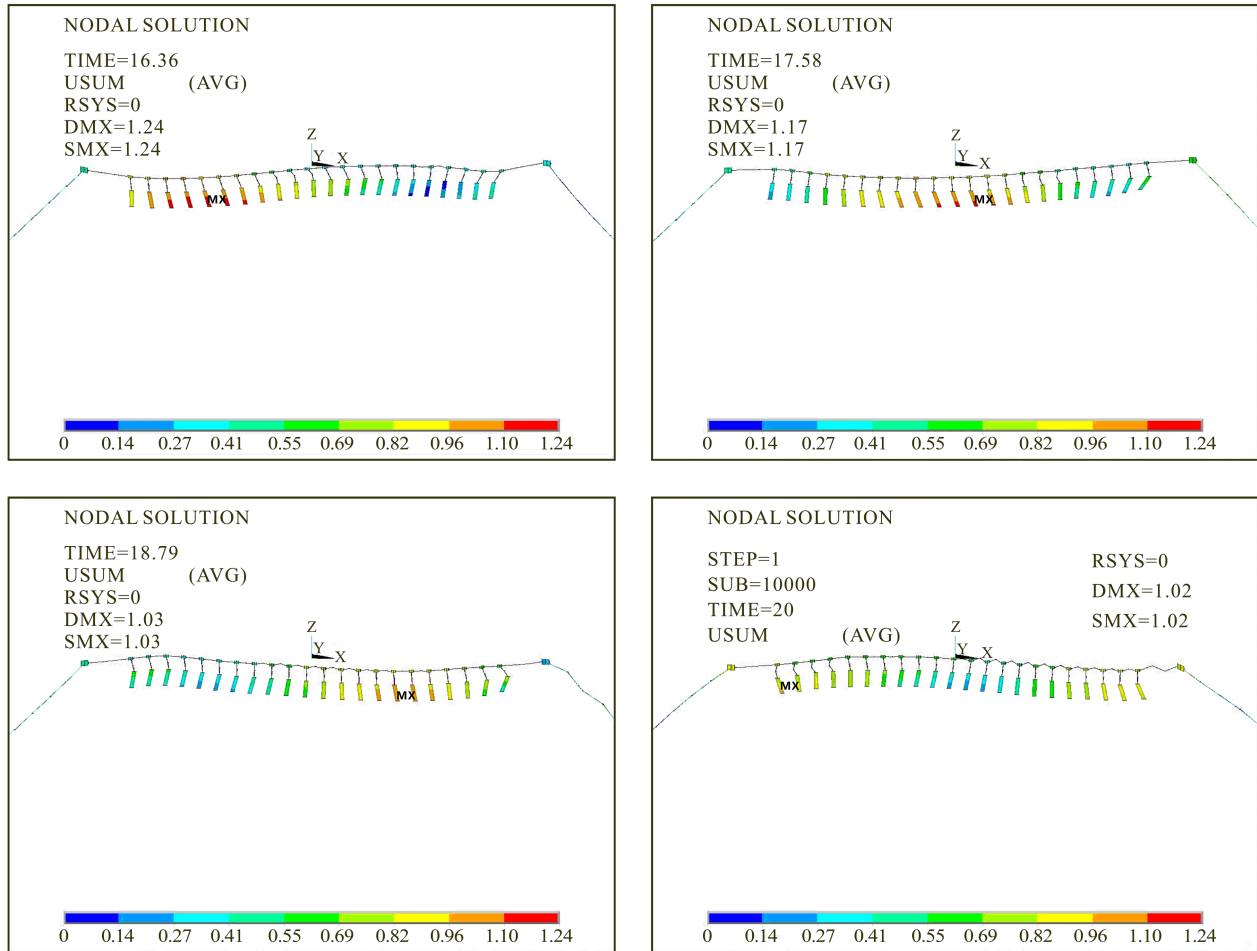 NODAL SOLUTION
TIME=16.36
USUM (AVG)
RSYS=0
DMX=1.24
SMX=1.24
Z
Y X
MX
0 0.14 0.27 0.41 0.55 0.69 0.82 0.96 1.10 1.24
NODAL SOLUTION
TIME=17.58
USUM (AVG)
RSYS=0
DMX=1.17
SMX=1.17
Z
Y X
MX
0 0.14 0.27 0.41 0.55 0.69 0.82 0.96 1.10 1.24
NODAL SOLUTION
TIME=18.79
USUM (AVG)
RSYS=0
DMX=1.03
SMX=1.03
Z
Y X
MX
0 0.14 0.27 0.41 0.55 0.69 0.82 0.96 1.10 1.24
NODAL SOLUTION
STEP=1
SUB=10000
TIME=20
USUM (AVG)
RSYS=0
DMX=1.02
SMX=1.02
Z
Y X
MX
0 0.14 0.27 0.41 0.55 0.69 0.82 0.96 1.10 1.24